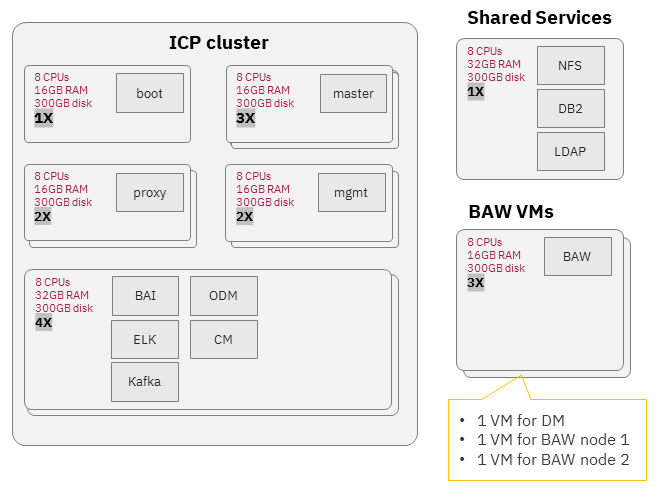 Shared Services
ICP cluster
8 CPUs
16GB RAM
300GB disk
1X
boot
8 CPUs
16GB RAM
300GB disk
3X
master
8 CPUs
32GB RAM
300GB disk
1X
NFS
DB2
LDAP
8 CPUs
16GB RAM
300GB disk
2X
proxy
8 CPUs
16GB RAM
300GB disk
2X
mgmt
BAW VMs
8 CPUs
16GB RAM
300GB disk
3X
BAW
8 CPUs
32GB RAM
300GB disk
4X
BAI
ODM
ELK
CM
Kafka
• 1 VM for DM
• 1 VM for BAW node 1
• 1 VM for BAW node 2